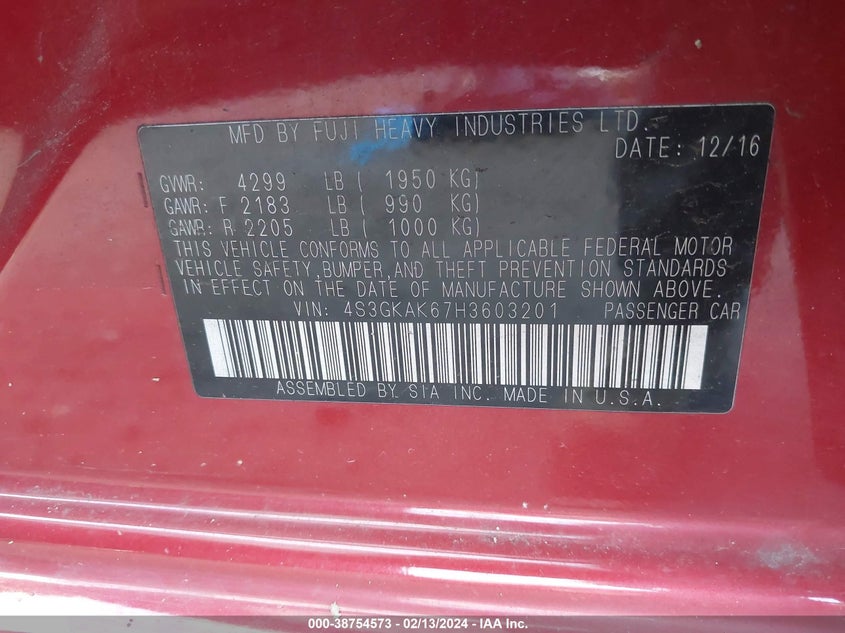 MFD BY FUJI HEAVY INDUSTRIES LTD.
DATE: 12/16
GVWR: 4299 LB ( 1950 KG)
GAWR: F 2183 LB ( 990 KG)
GAWR: R 2205 LB ( 1000 KG)
THIS VEHICLE CONFORMS TO ALL APPLICABLE FEDERAL MOTOR
VEHICLE SAFETY,BUMPER,AND THEFT PREVENTION STANDARDS
IN EFFECT ON THE DATE OF MANUFACTURE SHOWN ABOVE.
VIN: 4S3GKAK67H3603201 PASSENGER CAR
ASSEMBLED BY SIA INC. MADE IN U.S.A.
000-38754573 — 02/13/2024 — IAA Inc.